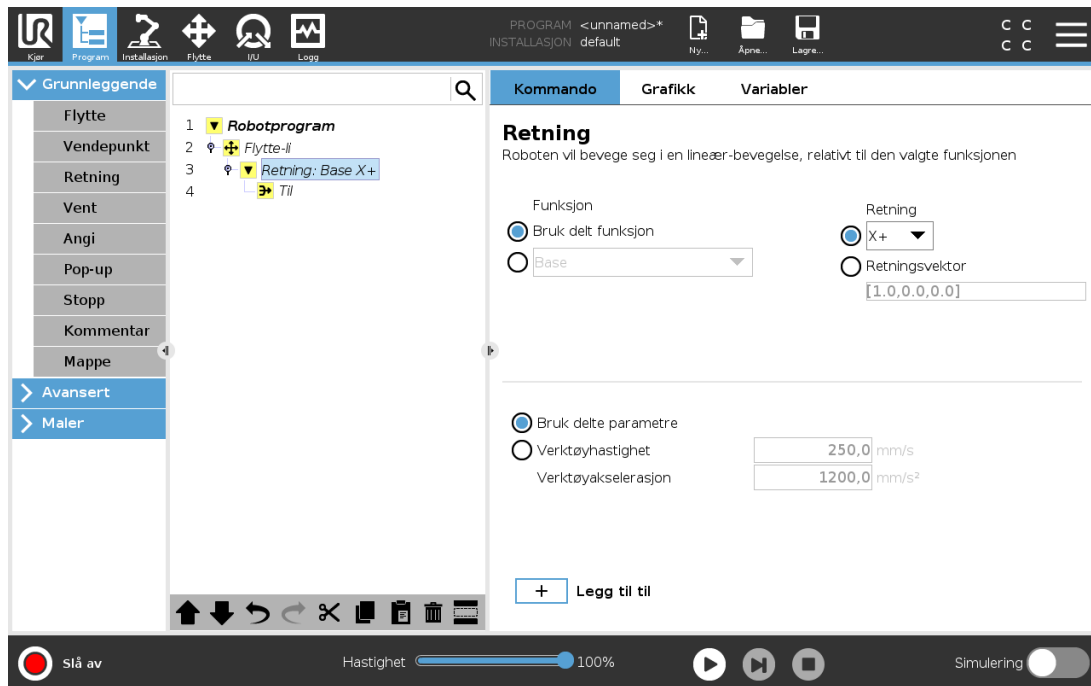 PROGRAM <unnamed>*
INSTALLASJON default
Ny...
Åpne...
Lagre...
C C
C C
UR
Kjør
Program
Installasjon
Flytte
I/U
Logg
Grunnleggende
Flytte
Vendepunkt
Retning
Vent
Angi
Pop-up
Stopp
Kommentar
Mappe
Avansert
Maler
1 Robotprogram
2 Flytte-li
3 Retning: Base X+
4 Til
Kommando Grafikk Variabler
Retning
Roboten vil bevege seg i en lineær-bevegelse, relativt til den valgte funksjonen
Funksjon
Bruk delt funksjon
Base
Retning
X+
Retningsvektor
[1.0,0.0,0.0]
Bruk delte parametre
Verktøyhastighet 250,0 mm/s
Verktøyakselerasjon 1200,0 mm/s²
+ Legg til til
Slå av
Hastighet 100%
Simulering